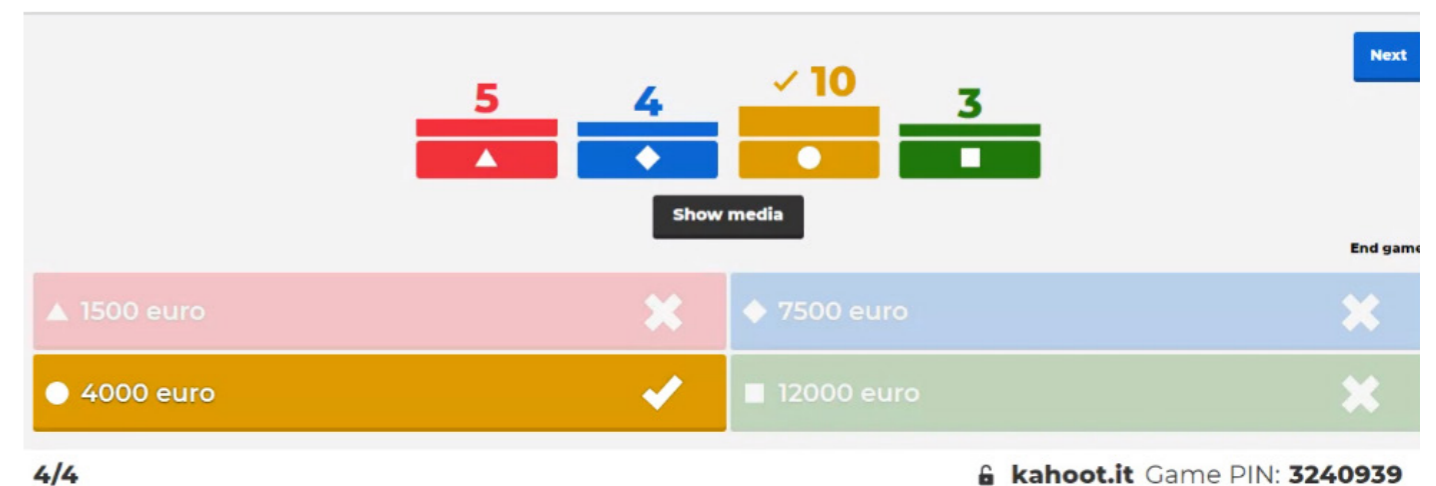 Next
5 4 10 3
Show media
End game
1500 euro 7500 euro
4000 euro 12000 euro
4/4 kahoot.it Game PIN: 3240939